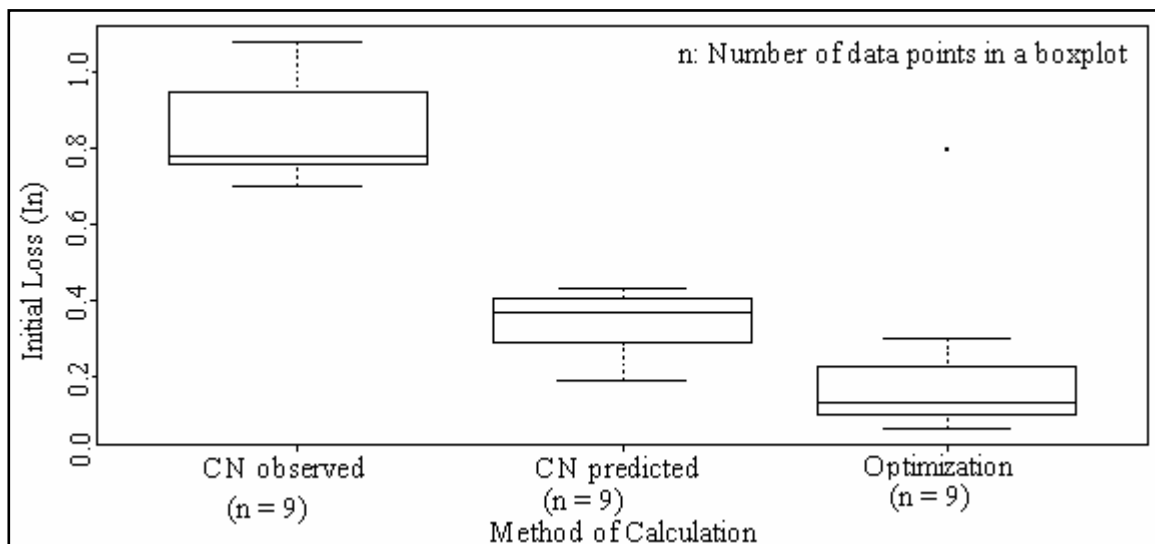 n: Number of data points in a boxplot
Initial Loss (In)
1.0
0.8
0.6
0.4
0.2
0.0
CN observed
(n = 9)
CN predicted
(n = 9)
Optimization
(n = 9)
Method of Calculation